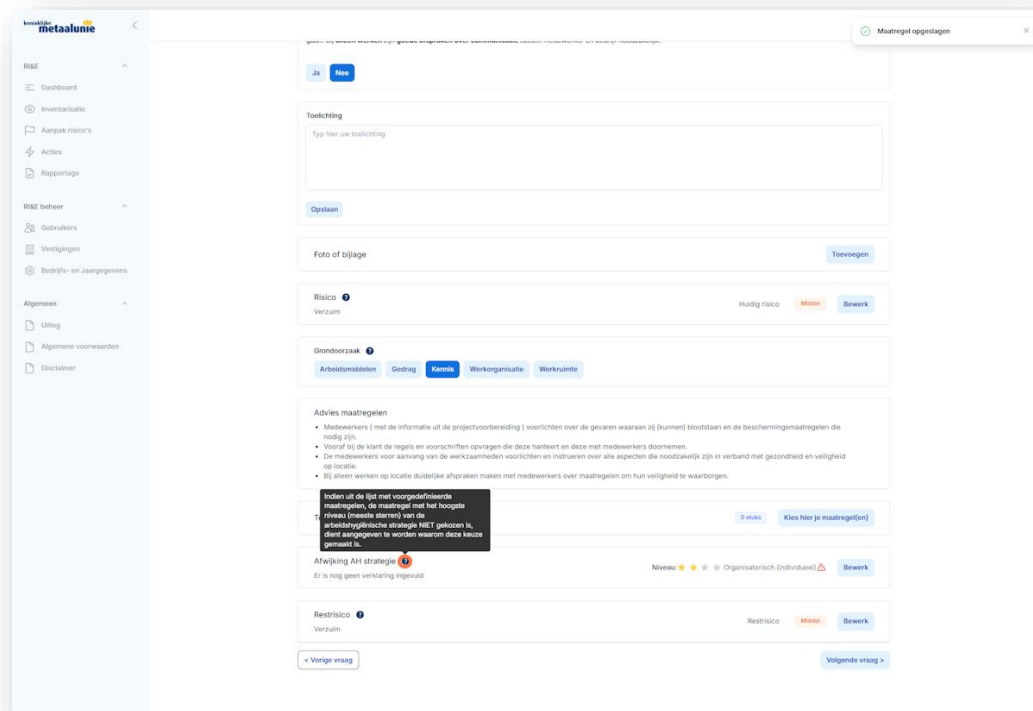 koninklijke
metaalunie
Maatregel opgeslagen
RI&E
Dashboard
Inventarisatie
Aanpak risico's
Acties
Rapportage
RI&E beheer
Gebruikers
Vestigingen
Bedrijfs- en Jaargegevens
Algemeen
Uitleg
Algemene voorwaarden
Disclaimer
Ja Nee
Toelichting
Typ hier uw toelichting
Opslaan
Foto of bijlage Toevoegen
Risico
Verzuim
Huidig risico Middel Bewerk
Grondoorzaak
Arbeidsmiddelen Gedrag Kennis Werkorganisatie Werkruimte
Advies maatregelen
• Medewerkers ( met de informatie uit de projectvoorbereiding ) voorlichten over de gevaren waaraan zij (kunnen) blootstaan en de beschermingsmaatregelen die
nodig zijn.
• Vooraf bij de klant de regels en voorschriften opvragen die deze hanteert en deze met medewerkers doornemen.
• De medewerkers voor aanvang van de werkzaamheden voorlichten en instrueren over alle aspecten die noodzakelijk zijn in verband met gezondheid en veiligheid
op locatie.
• Bij alleen werken op locatie duidelijke afspraken maken met medewerkers over maatregelen om hun veiligheid te waarborgen.
Indien uit de lijst met voorgedefinieerde
maatregelen, de maatregel met het hoogste
niveau (meeste sterren) van de
arbeidshygiënische strategie NIET gekozen is,
dient aangegeven te worden waarom deze keuze
gemaakt is.
0 stuks Kies hier je maatregel(en)
Afwijking AH strategie
Er is nog geen verklaring ingevuld
Niveau: Organisatorisch (individueel) Bewerk
Restrisico
Verzuim
Restrisico Middel Bewerk
< Vorige vraag Volgende vraag >